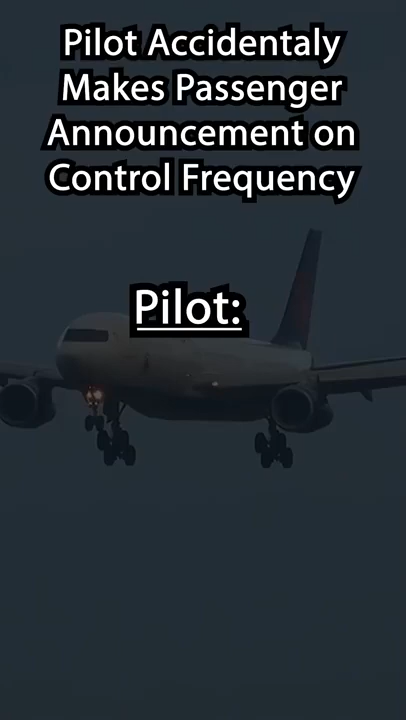 Pilot Accidentaly
Makes Passenger
Announcement on
Control Frequency
Pilot: